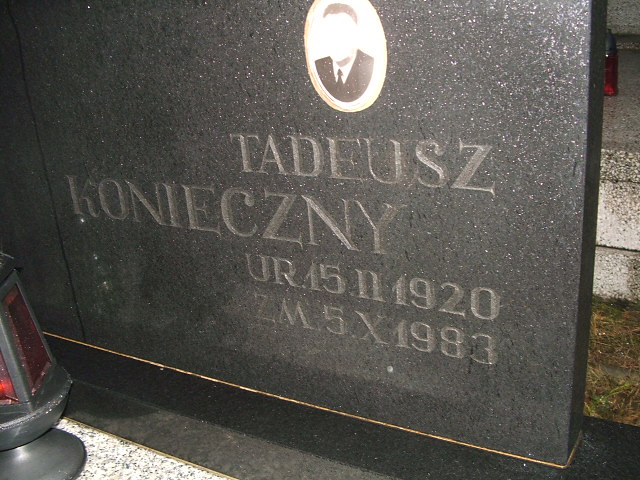 TADEUSZ
KONIECZNY
UR.15 II 1920
ZM.5.X.1983